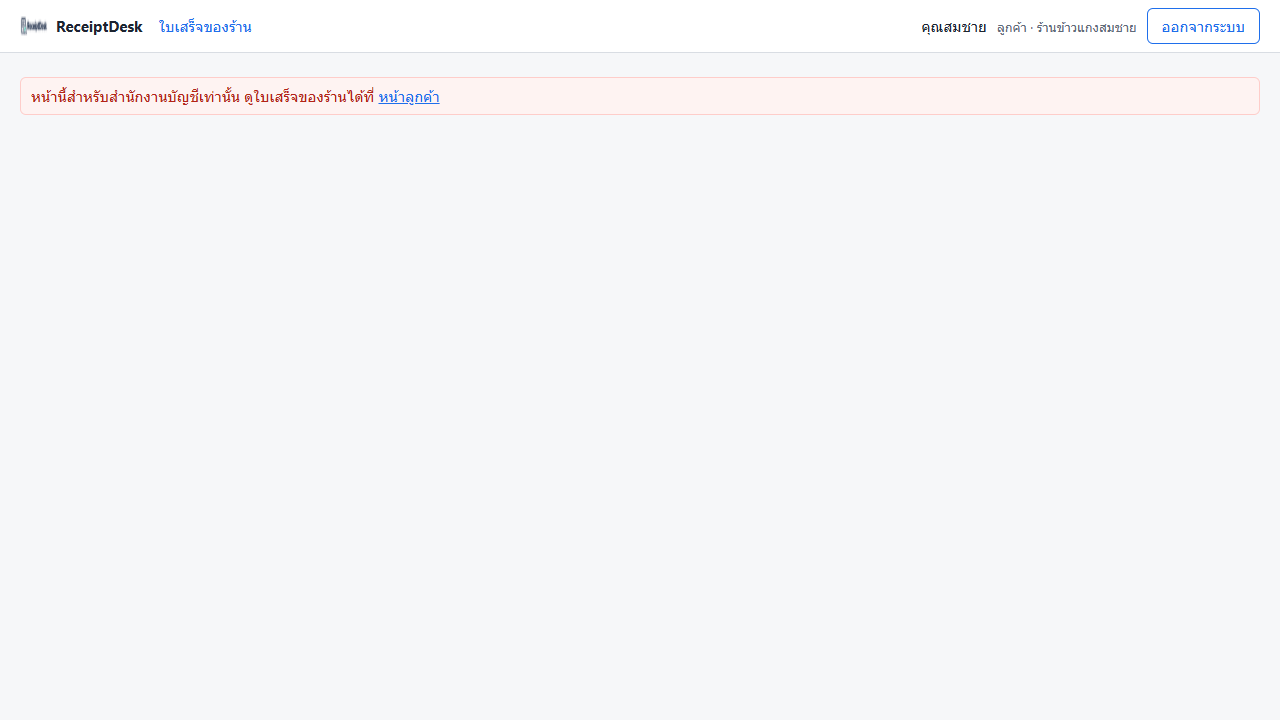 ReceiptDesk ReceiptDesk ใบเสร็จของร้าน คุณสมชาย ลูกค้า · ร้านข้าวแกงสมชาย ออกจากระบบ
หน้านี้สำหรับสำนักงานบัญชีเท่านั้น ดูใบเสร็จของร้านได้ที่ หน้าลูกค้า